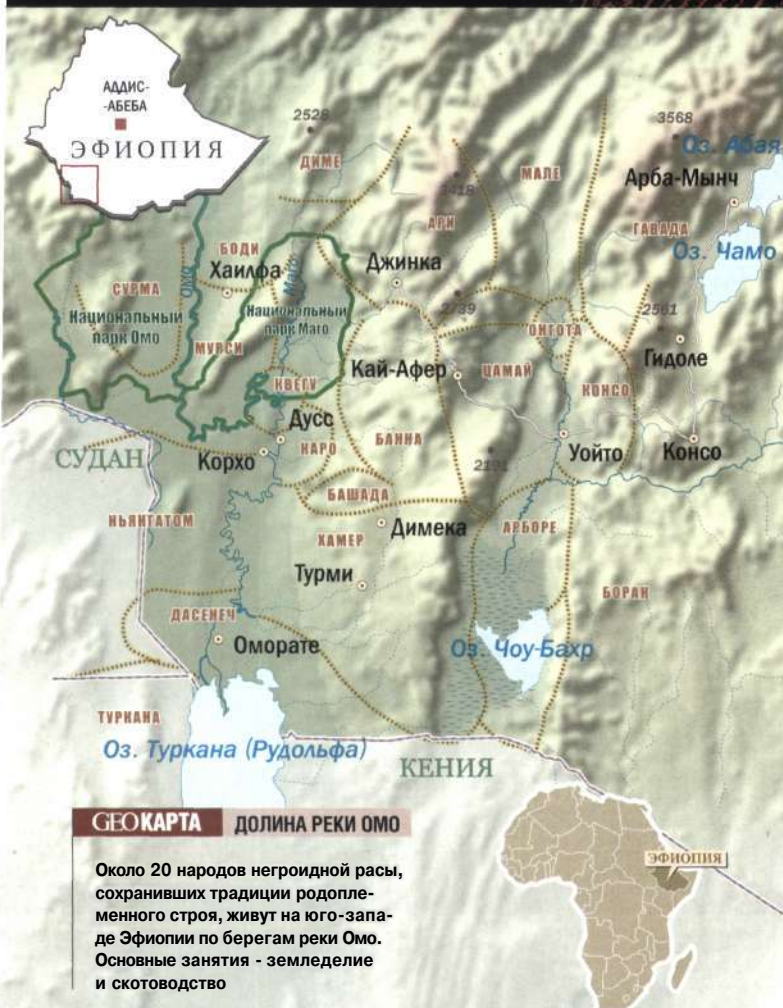 АДДИС-
-АБЕБА
ЭФИОПИЯ
2528
3568
ДИМЕ
Оз. Абая
МАЛЕ
Арба-Мынч
3418
АРИ
ГАВАДА
БОДИ
Хаилфа
Джинка
Оз. Чамо
Омо
Маго
СУРМА
Национальный
парк Омо
Национальный
парк Маго
2739
2561
ОНГОТА
МУРСИ
Гидоле
Кай-Афер
ЦАМАЙ
КВЕГУ
КОНСО
Дусс
БАННА
КАРО
СУДАН
Корхо
2191
Уойто
Консо
БАШАДА
НЬЯНГАТОМ
Димека
АРБОРЕ
ХАМЕР
Турми
БОРАН
ДАСЕНЕЧ
Оморате
Оз. Чоу-Бахр
ТУРКАНА
Оз. Туркана (Рудольфа)
КЕНИЯ
GEOКАРТА ДОЛИНА РЕКИ ОМО
Около 20 народов негроидной расы,
сохранивших традиции родопле-
менного строя, живут на юго-запа-
де Эфиопии по берегам реки Омо.
Основные занятия - земледелие
и скотоводство
ЭФИОПИЯ